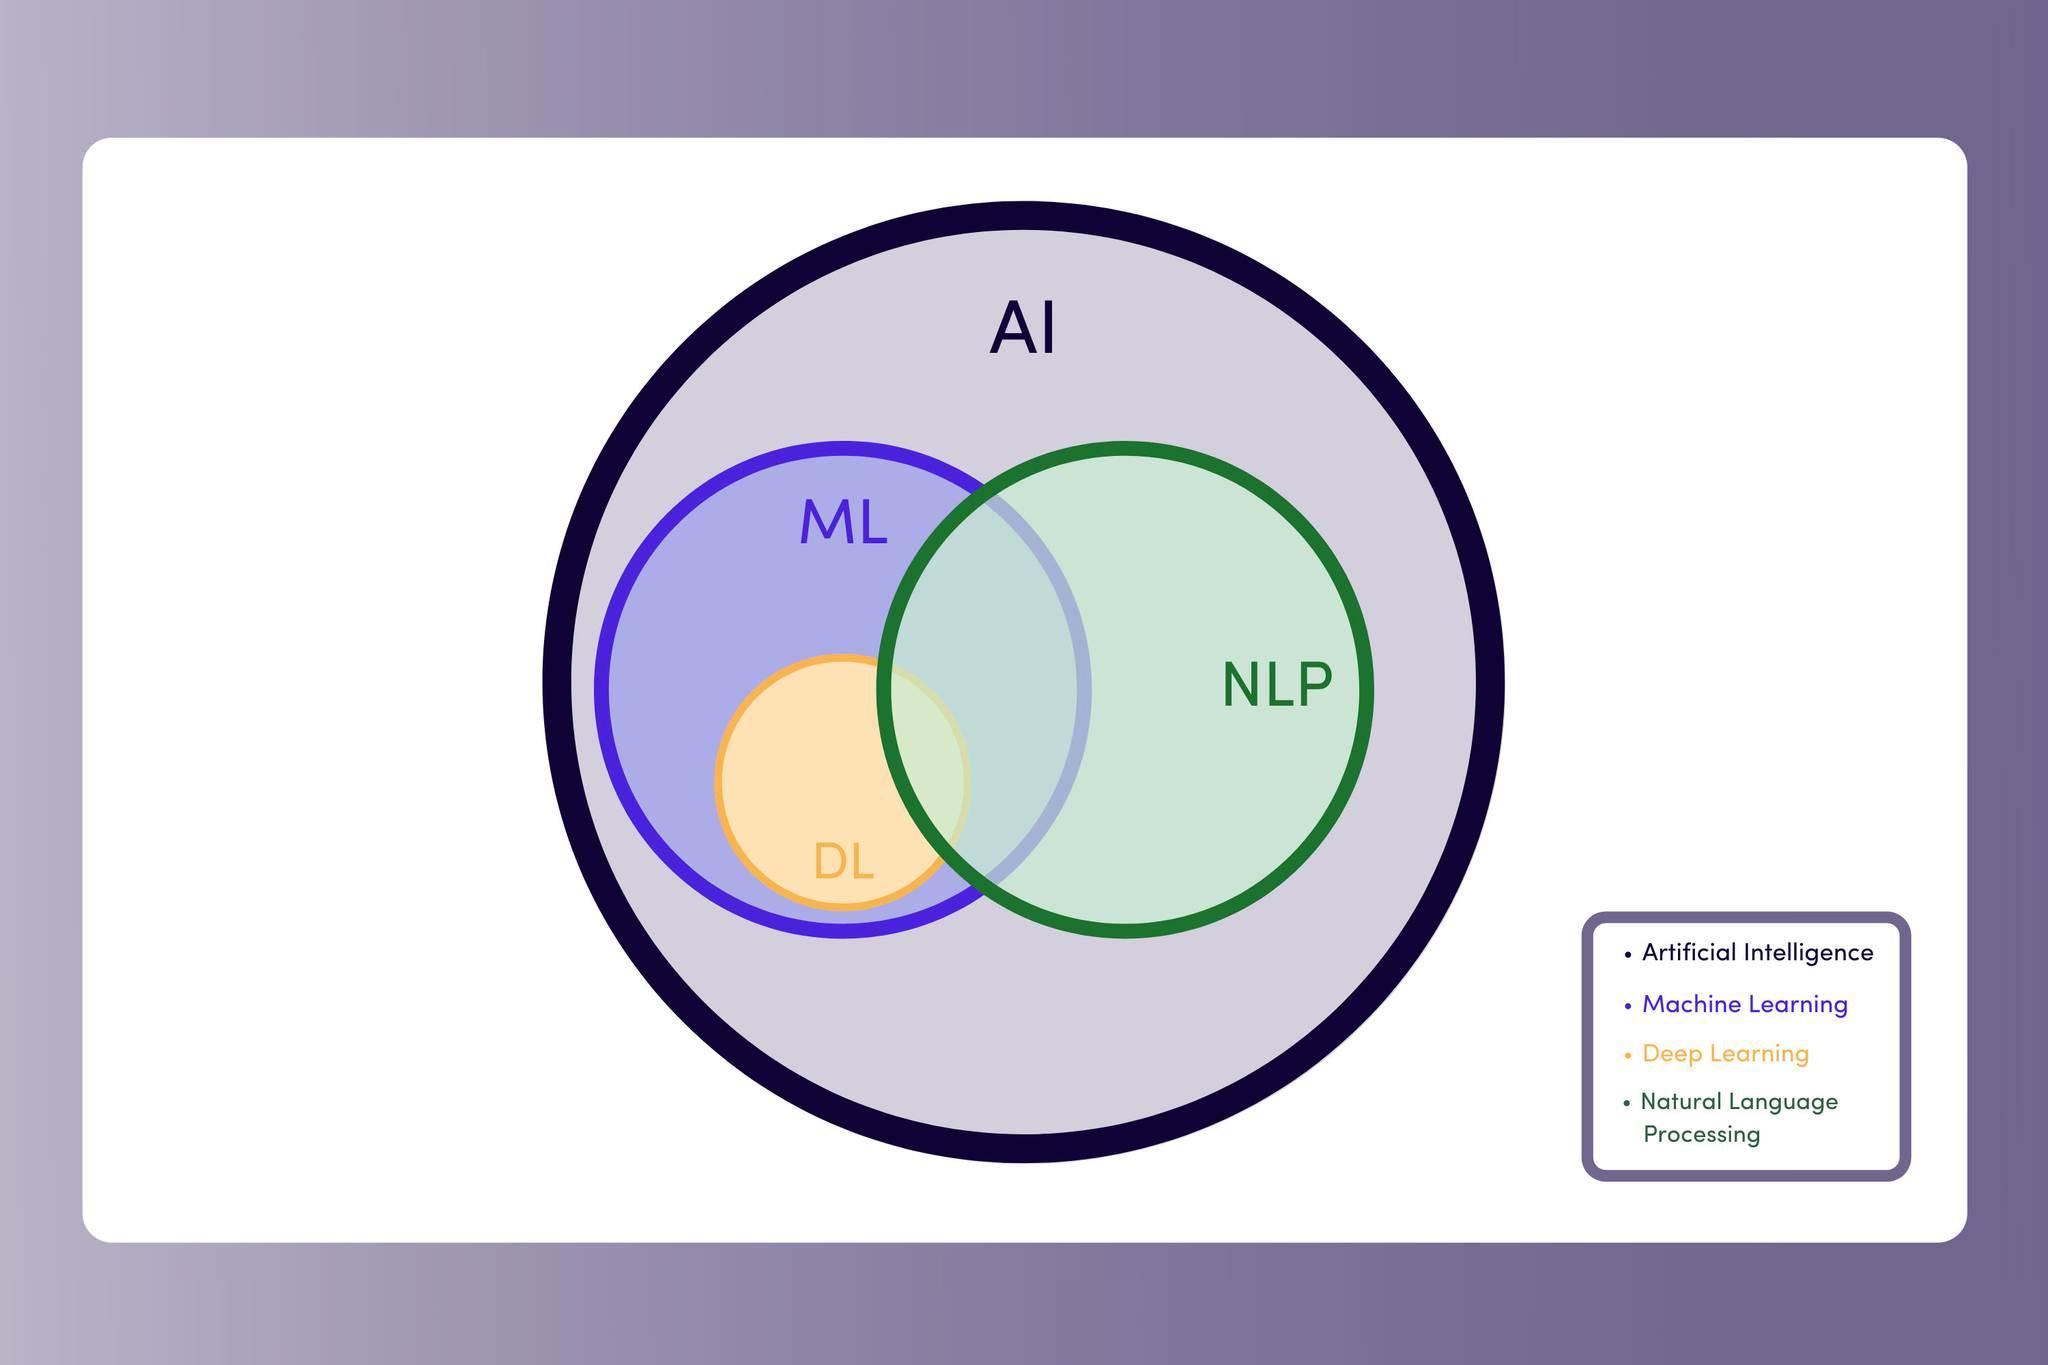 AI
ML
NLP
DL
• Artificial Intelligence
• Machine Learning
• Deep Learning
• Natural Language
Processing